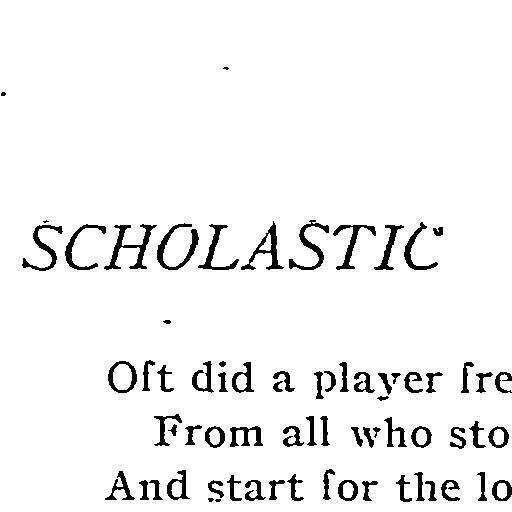 SCHOLASTIC
Oft did a player fre
From all who sto
And start for the lo